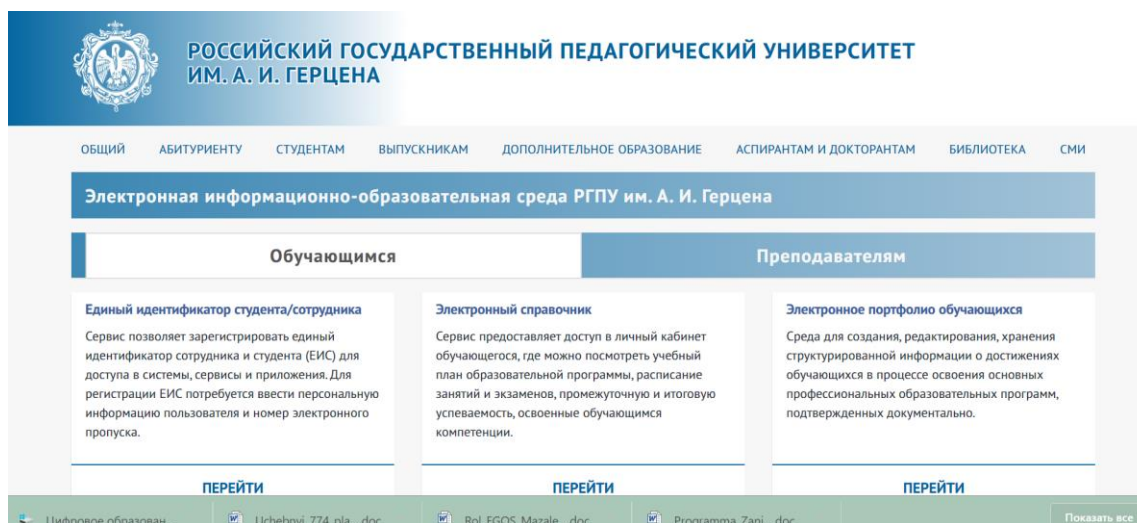 РОССИЙСКИЙ ГОСУДАРСТВЕННЫЙ ПЕДАГОГИЧЕСКИЙ УНИВЕРСИТЕТ
ИМ. А. И. ГЕРЦЕНА
ОБЩИЙ АБИТУРИЕНТУ СТУДЕНТАМ ВЫПУСКНИКАМ ДОПОЛНИТЕЛЬНОЕ ОБРАЗОВАНИЕ АСПИРАНТАМ И ДОКТОРАНТАМ БИБЛИОТЕКА СМИ
Электронная информационно-образовательная среда РГПУ им. А. И. Герцена
Обучающимся Преподавателям
Единый идентификатор студента/сотрудника
Сервис позволяет зарегистрировать единый
идентификатор сотрудника и студента (ЕИС) для
доступа в системы, сервисы и приложения. Для
регистрации ЕИС потребуется ввести персональную
информацию пользователя и номер электронного
пропуска.
ПЕРЕЙТИ
Электронный справочник
Сервис предоставляет доступ в личный кабинет
обучающегося, где можно посмотреть учебный
план образовательной программы, расписание
занятий и экзаменов, промежуточную и итоговую
успеваемость, освоенные обучающимся
компетенции.
ПЕРЕЙТИ
Электронное портфолио обучающихся
Среда для создания, редактирования, хранения
структурированной информации о достижениях
обучающихся в процессе освоения основных
профессиональных образовательных программ,
подтвержденных документально.
ПЕРЕЙТИ
Цифровое образован... Uchebnyj_774_pla...doc Rol_FGOS_Mazale...doc Programma_Zanj...doc Показать все